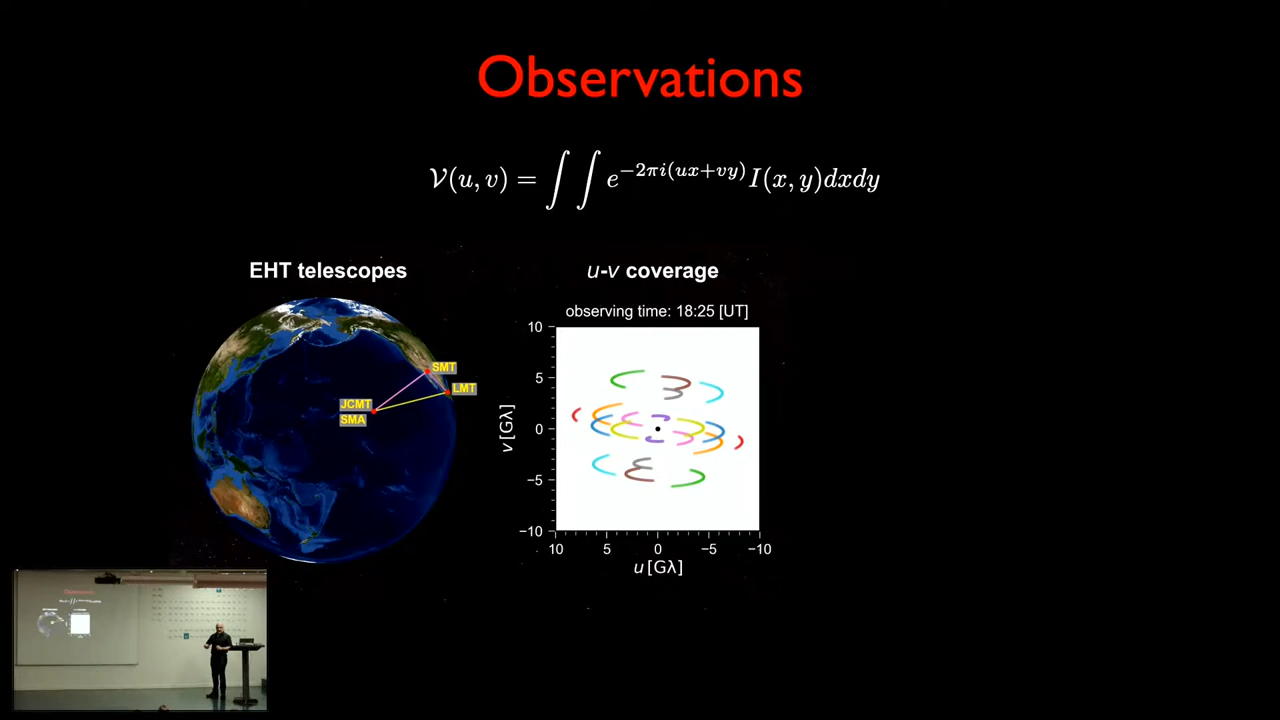 Observations
𝒱(u, v) = ∫ ∫ e^{−2πi(ux+vy)} I(x, y)dxdy
EHT telescopes
u-v coverage
observing time: 18:25 [UT]
SMT
LMT
JCMT
SMA
10
5
0
−5
−10
v [Gλ]
10 5 0 −5 −10
u [Gλ]
Observations